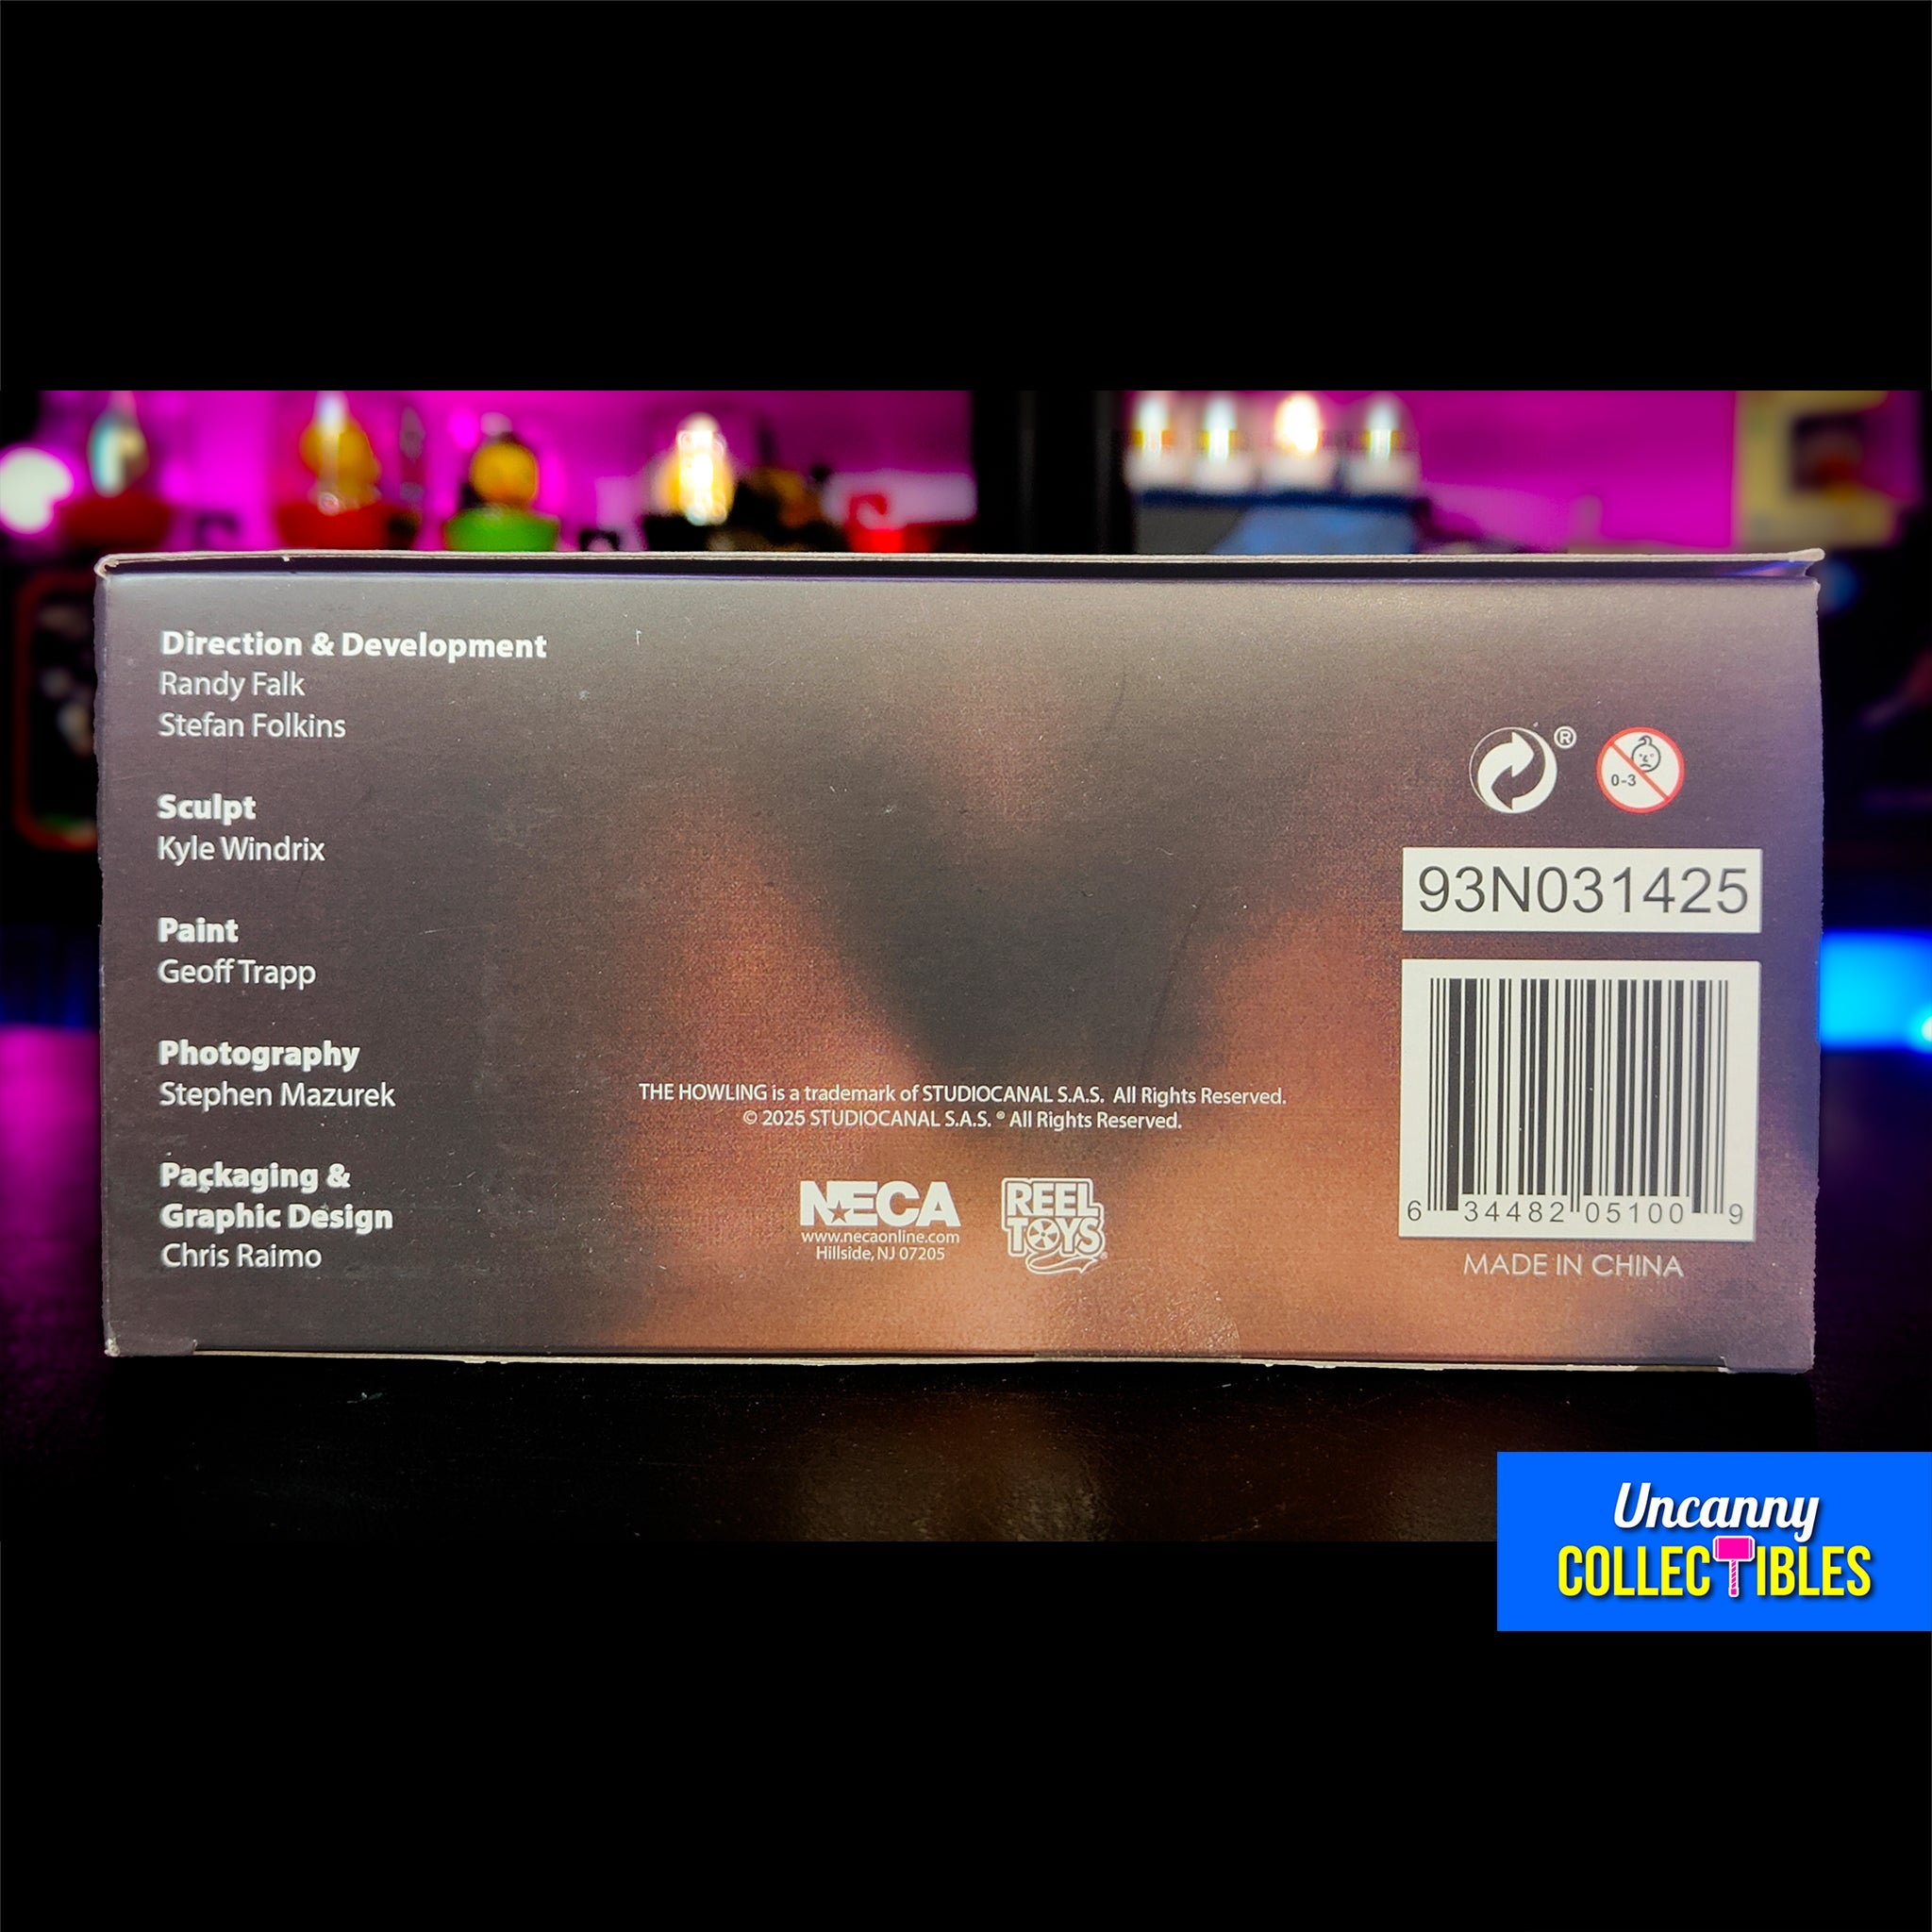 Direction & Development
Randy Falk
Stefan Folkins
Sculpt
Kyle Windrix
Paint
Geoff Trapp
Photography
Stephen Mazurek
Packaging &
Graphic Design
Chris Raimo
THE HOWLING is a trademark of STUDIOCANAL S.A.S. All Rights Reserved.
© 2025 STUDIOCANAL S.A.S. ® All Rights Reserved.
NECA
www.necaonline.com
Hillside, NJ 07205
REEL
TOYS
®
®
0-3
93N031425
6 34482 05100 9
MADE IN CHINA
Uncanny
COLLECTIBLES